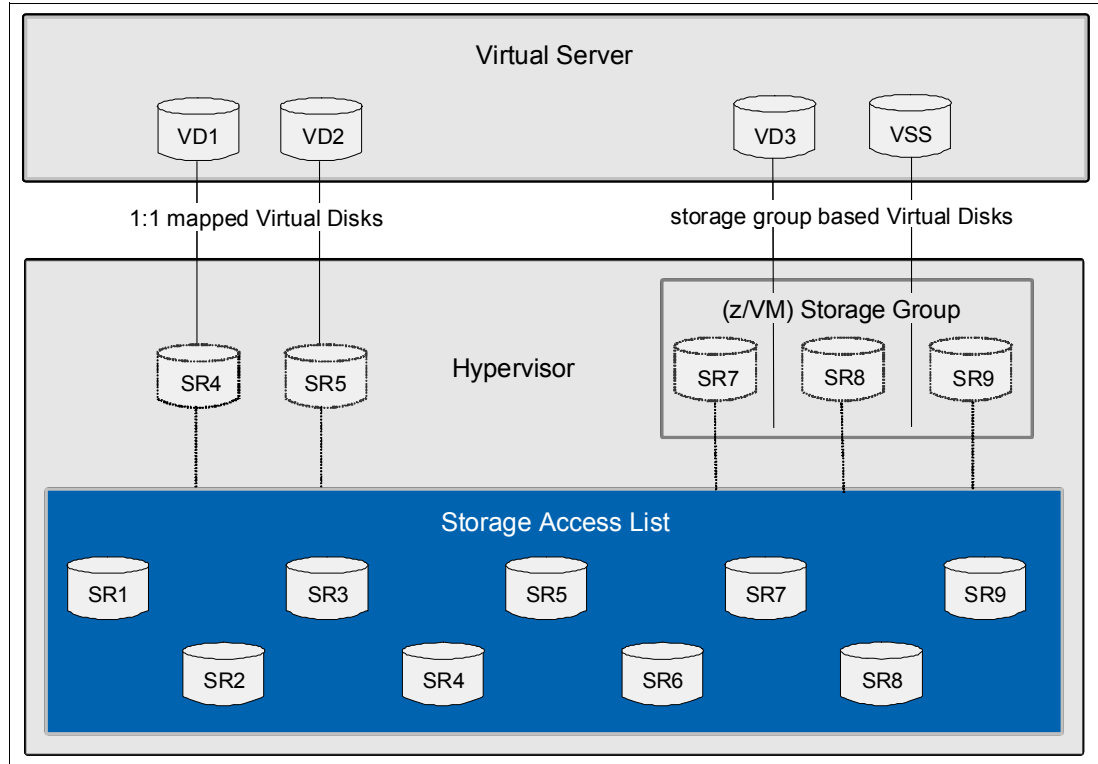 Virtual Server
VD1 VD2 VD3 VSS
1:1 mapped Virtual Disks storage group based Virtual Disks
(z/VM) Storage Group
Hypervisor
SR4 SR5 SR7 SR8 SR9
Storage Access List
SR1 SR3 SR5 SR7 SR9
SR2 SR4 SR6 SR8